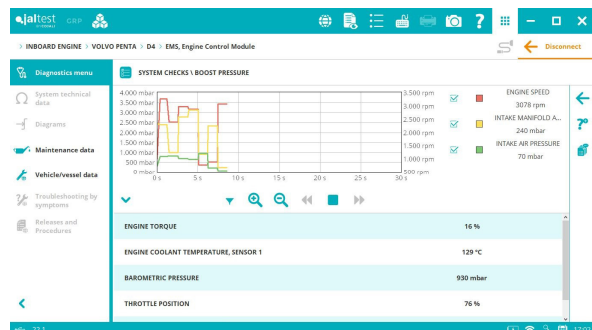 jaltest GRP
> INBOARD ENGINE > VOLVO PENTA > D4 > EMS, Engine Control Module
Disconnect
Diagnostics menu
SYSTEM CHECKS \ BOOST PRESSURE
System technical
data
Diagrams
Maintenance data
Vehicle/vessel data
Troubleshooting by
symptoms
Releases and
Procedures
4.000 mbar
3.500 mbar
3.000 mbar
2.500 mbar
2.000 mbar
1.500 mbar
1.000 mbar
500 mbar
0 mbar
0 s 5 s 10 s 15 s 20 s 25 s 30 s
3.500 rpm
3.000 rpm
2.500 rpm
2.000 rpm
1.500 rpm
1.000 rpm
500 rpm
ENGINE SPEED
3078 rpm
INTAKE MANIFOLD A...
240 mbar
INTAKE AIR PRESSURE
70 mbar
ENGINE TORQUE 16 %
ENGINE COOLANT TEMPERATURE, SENSOR 1 129 °C
BAROMETRIC PRESSURE 930 mbar
THROTTLE POSITION 76 %